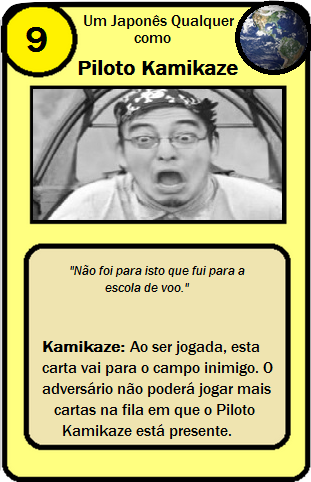 9
Um Japonês Qualquer
como
Piloto Kamikaze
"Não foi para isto que fui para a
escola de voo."
Kamikaze: Ao ser jogada, esta
carta vai para o campo inimigo. O
adversário não poderá jogar mais
cartas na fila em que o Piloto
Kamikaze está presente.